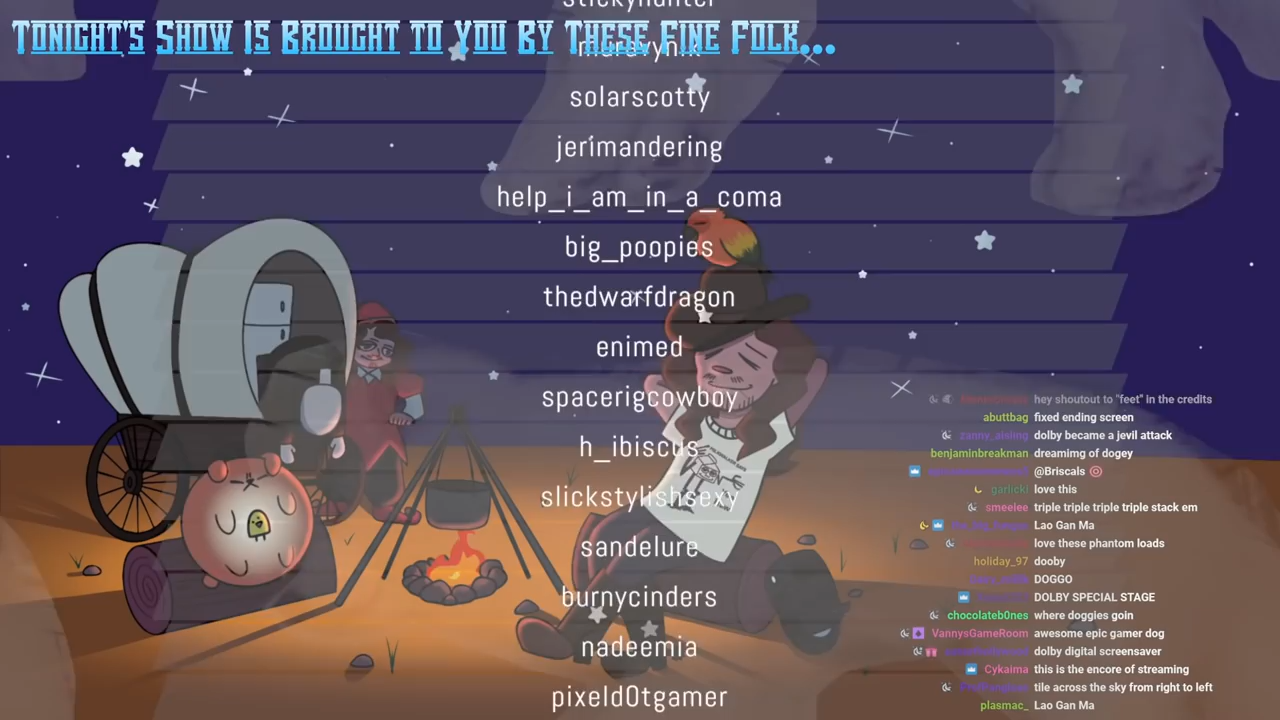 stickyhunter
TONIGHT'S SHOW IS BROUGHT TO YOU BY THESE FINE FOLK...
solarscotty
jerimandering
help_i_am_in_a_coma
big_poopies
thedwarfdragon
enimed
spacerigcowboy
h_ibiscus
slickstylishsexy
sandelure
burnycinders
nadeemia
pixeld0tgamer
hey shoutout to "feet" in the credits
abuttbag fixed ending screen
zanny_aisling dolby became a jevil attack
benjaminbreakman dreamimg of dogey
@Briscals
garlickl love this
smeelee triple triple triple triple stack em
Lao Gan Ma
love these phantom loads
holiday_97 dooby
DOGGO
DOLBY SPECIAL STAGE
chocolateb0nes where doggies goin
VannysGameRoom awesome epic gamer dog
dolby digital screensaver
Cykaima this is the encore of streaming
tile across the sky from right to left
plasmac_ Lao Gan Ma